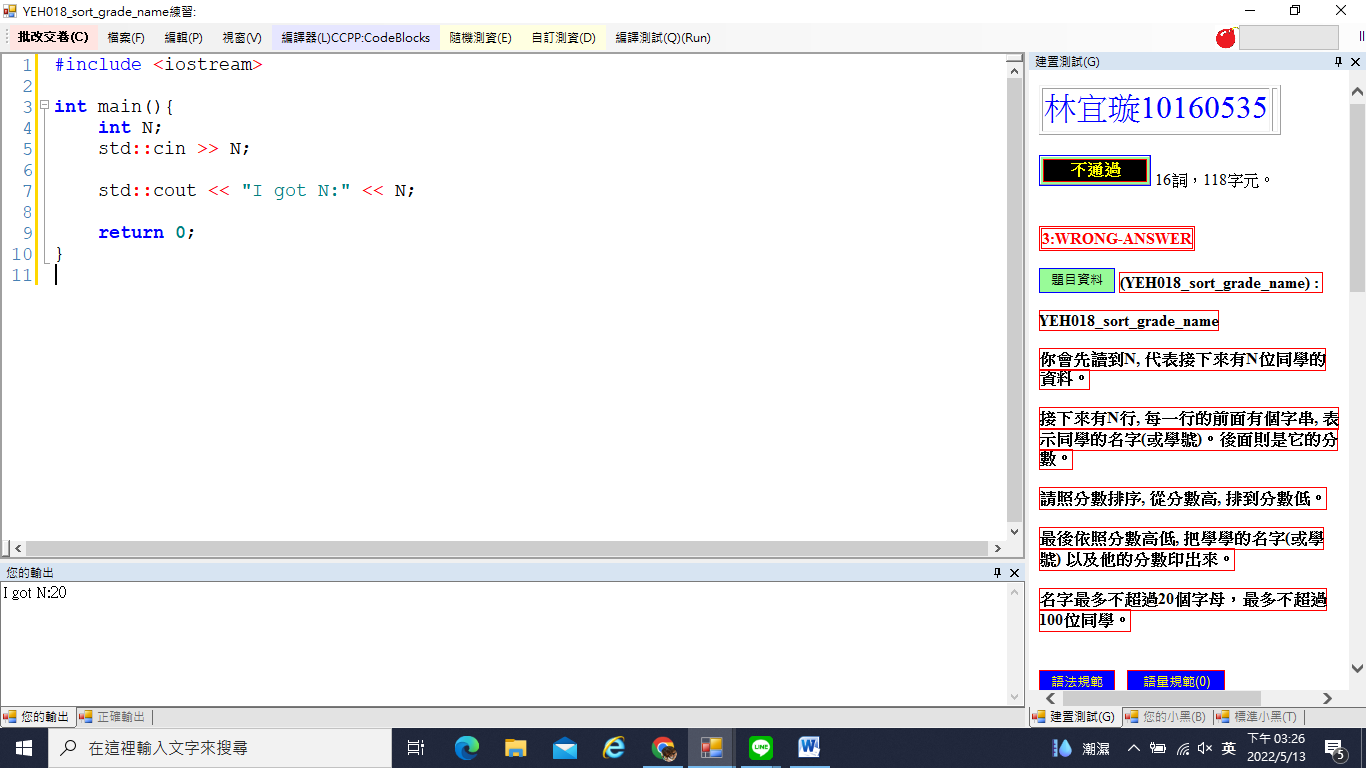 YEH018_sort_grade_name練習:
批改交卷(C) 檔案(F) 編輯(P) 視窗(V) 編譯器(L)CCPP:CodeBlocks 隨機測資(E) 自訂測資(D) 編譯測試(Q)(Run)
1 #include <iostream>
2
3 int main(){
4 int N;
5 std::cin >> N;
6
7 std::cout << "I got N:" << N;
8
9 return 0;
10 }
11
您的輸出
I got N:20
您的輸出 正確輸出
建置測試(G)
林宜璇10160535
不通過 16詞，118字元。
3:WRONG-ANSWER
題目資料 (YEH018_sort_grade_name) :
YEH018_sort_grade_name
你會先讀到N, 代表接下來有N位同學的
資料。
接下來有N行, 每一行的前面有個字串, 表
示同學的名字(或學號)。後面則是它的分
數。
請照分數排序, 從分數高, 排到分數低。
最後依照分數高低, 把學學的名字(或學
號) 以及他的分數印出來。
名字最多不超過20個字母，最多不超過
100位同學。
語法規範 語量規範(0)
建置測試(G) 您的小黑(B) 標準小黑(T)
在這裡輸入文字來搜尋
潮濕 英 下午 03:26
2022/5/13
5